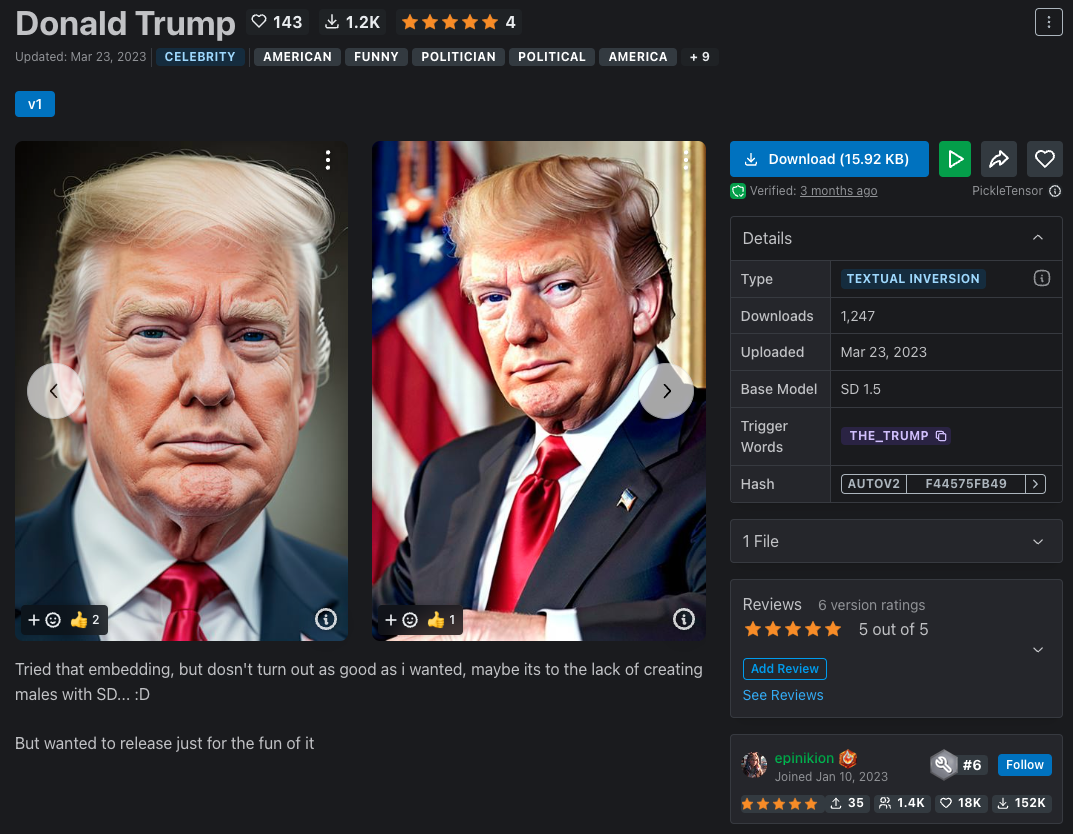 Donald Trump 143 1.2K 4
Updated: Mar 23, 2023 CELEBRITY AMERICAN FUNNY POLITICIAN POLITICAL AMERICA + 9
v1
Download (15.92 KB)
Verified: 3 months ago PickleTensor
Details
Type TEXTUAL INVERSION
Downloads 1,247
Uploaded Mar 23, 2023
Base Model SD 1.5
Trigger Words THE_TRUMP
Hash AUTOV2 F44575FB49
1 File
+ 2
+ 1
Reviews 6 version ratings
5 out of 5
Add Review
See Reviews
Tried that embedding, but dosn't turn out as good as i wanted, maybe its to the lack of creating
males with SD... :D
But wanted to release just for the fun of it
epinikion #6 Follow
Joined Jan 10, 2023
35 1.4K 18K 152K